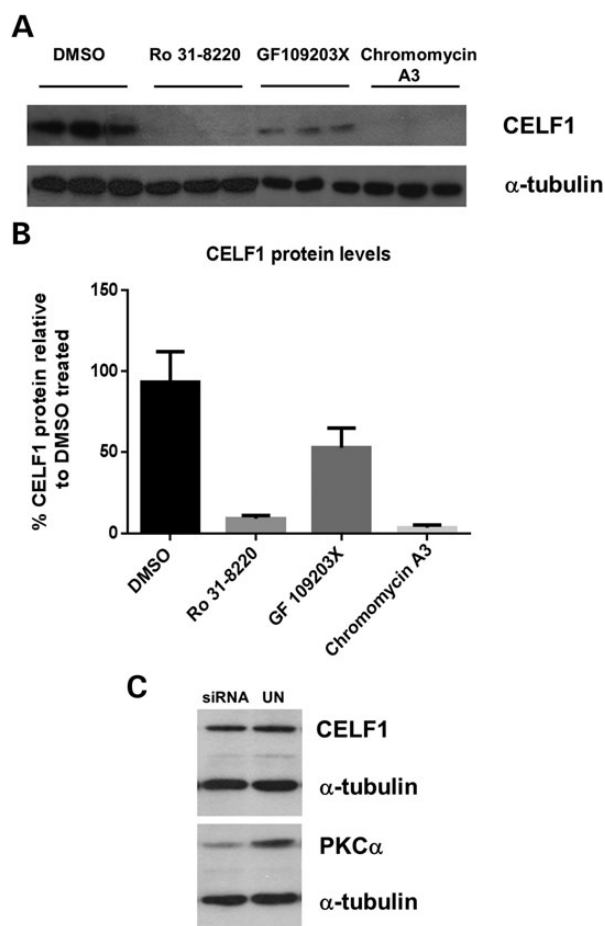 A
DMSO Ro 31-8220 GF109203X Chromomycin
A3
CELF1
α-tubulin
B
CELF1 protein levels
% CELF1 protein relative
to DMSO treated
150
100
50
0
DMSO
Ro 31-8220
GF 109203X
Chromomycin A3
C
siRNA UN
CELF1
α-tubulin
PKCα
α-tubulin